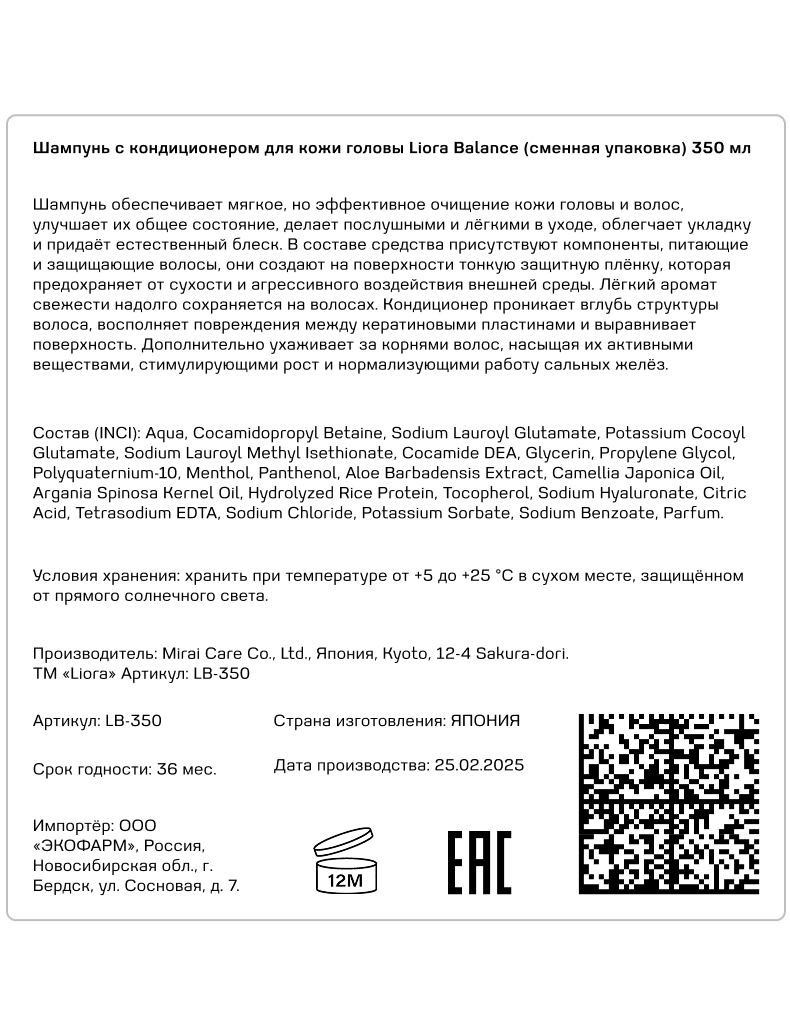 Шампунь с кондиционером для кожи головы Liora Balance (сменная упаковка) 350 мл
Шампунь обеспечивает мягкое, но эффективное очищение кожи головы и волос,
улучшает их общее состояние, делает послушными и лёгкими в уходе, облегчает укладку
и придаёт естественный блеск. В составе средства присутствуют компоненты, питающие
и защищающие волосы, они создают на поверхности тонкую защитную плёнку, которая
предохраняет от сухости и агрессивного воздействия внешней среды. Лёгкий аромат
свежести надолго сохраняется на волосах. Кондиционер проникает вглубь структуры
волоса, восполняет повреждения между кератиновыми пластинами и выравнивает
поверхность. Дополнительно ухаживает за корнями волос, насыщая их активными
веществами, стимулирующими рост и нормализующими работу сальных желёз.
Состав (INCI): Aqua, Cocamidopropyl Betaine, Sodium Lauroyl Glutamate, Potassium Cocoyl
Glutamate, Sodium Lauroyl Methyl Isethionate, Cocamide DEA, Glycerin, Propylene Glycol,
Polyquaternium-10, Menthol, Panthenol, Aloe Barbadensis Extract, Camellia Japonica Oil,
Argania Spinosa Kernel Oil, Hydrolyzed Rice Protein, Tocopherol, Sodium Hyaluronate, Citric
Acid, Tetrasodium EDTA, Sodium Chloride, Potassium Sorbate, Sodium Benzoate, Parfum.
Условия хранения: хранить при температуре от +5 до +25 °C в сухом месте, защищённом
от прямого солнечного света.
Производитель: Mirai Care Co., Ltd., Япония, Kyoto, 12-4 Sakura-dori.
ТМ «Liora» Артикул: LB-350
Артикул: LB-350
Страна изготовления: ЯПОНИЯ
Срок годности: 36 мес.
Дата производства: 25.02.2025
Импортёр: ООО
«ЭКОФАРМ», Россия,
Новосибирская обл., г.
Бердск, ул. Сосновая, д. 7.
12M
EAC